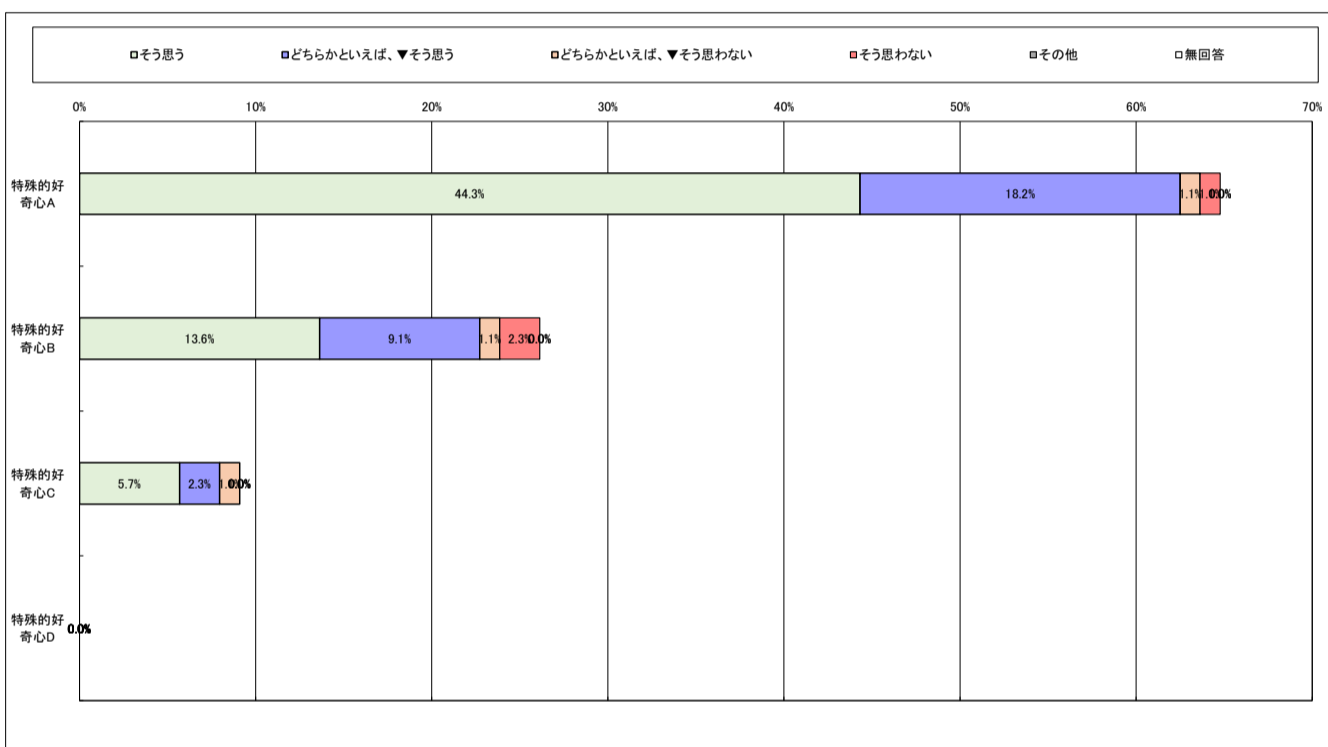 そう思う どちらかといえば、▼そう思う どちらかといえば、▼そう思わない そう思わない その他 無回答
0% 10% 20% 30% 40% 50% 60% 70%
特殊的好
奇心A
44.3% 18.2% 1.1% 0.0%
特殊的好
奇心B
13.6% 9.1% 1.1% 2.3% 0.0%
特殊的好
奇心C
5.7% 2.3% 0.0%
特殊的好
奇心D
0.0%